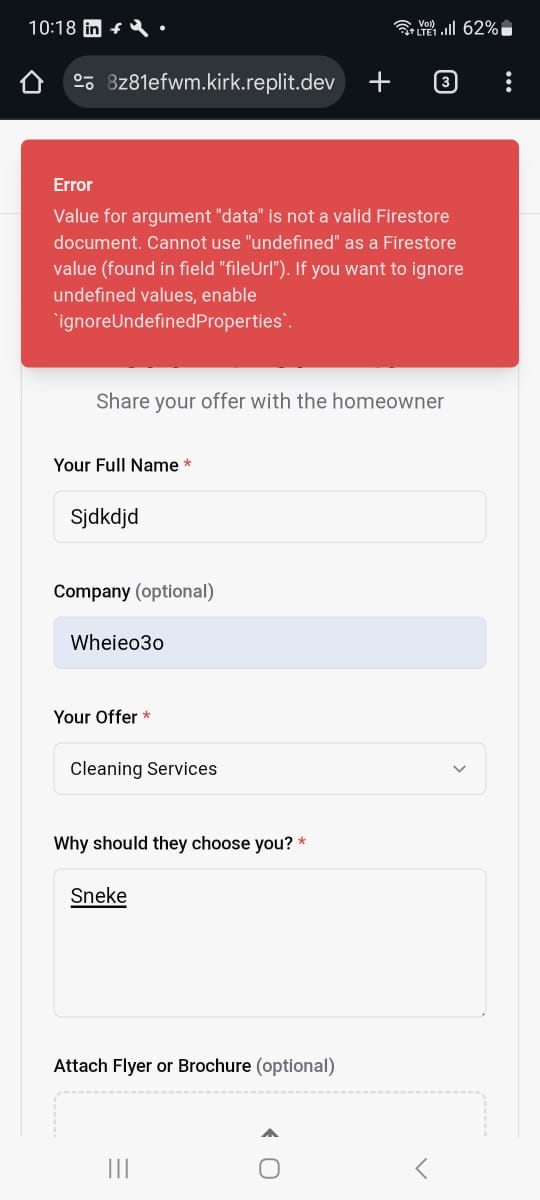 10:18
Vo))
LTE1
62%
8z81efwm.kirk.replit.dev
3
Error
Value for argument "data" is not a valid Firestore
document. Cannot use "undefined" as a Firestore
value (found in field "fileUrl"). If you want to ignore
undefined values, enable
`ignoreUndefinedProperties`.
Share your offer with the homeowner
Your Full Name *
Sjdkdjd
Company (optional)
Wheieo3o
Your Offer *
Cleaning Services
Why should they choose you? *
Sneke
Attach Flyer or Brochure (optional)